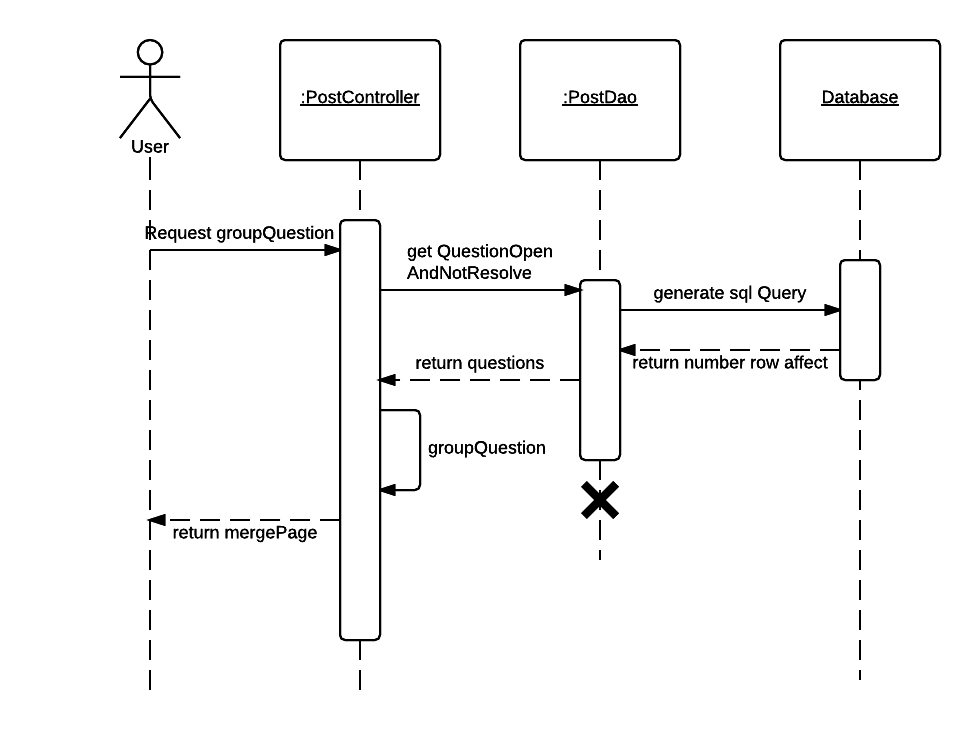 :PostController
:PostDao
Database
User
Request groupQuestion
get QuestionOpen
AndNotResolve
generate sql Query
return number row affect
return questions
groupQuestion
return mergePage